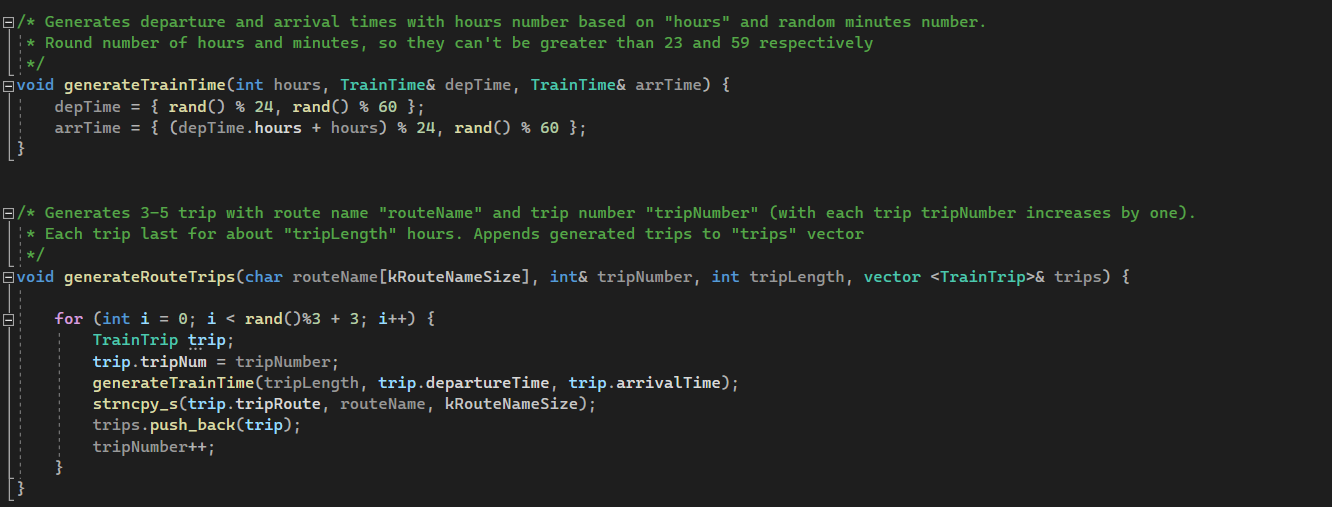 /* Generates departure and arrival times with hours number based on "hours" and random minutes number.
* Round number of hours and minutes, so they can't be greater than 23 and 59 respectively
*/
void generateTrainTime(int hours, TrainTime& depTime, TrainTime& arrTime) {
depTime = { rand() % 24, rand() % 60 };
arrTime = { (depTime.hours + hours) % 24, rand() % 60 };
}
/* Generates 3-5 trip with route name "routeName" and trip number "tripNumber" (with each trip tripNumber increases by one).
* Each trip last for about "tripLength" hours. Appends generated trips to "trips" vector
*/
void generateRouteTrips(char routeName[kRouteNameSize], int& tripNumber, int tripLength, vector <TrainTrip>& trips) {
for (int i = 0; i < rand()%3 + 3; i++) {
TrainTrip trip;
trip.tripNum = tripNumber;
generateTrainTime(tripLength, trip.departureTime, trip.arrivalTime);
strncpy_s(trip.tripRoute, routeName, kRouteNameSize);
trips.push_back(trip);
tripNumber++;
}
}